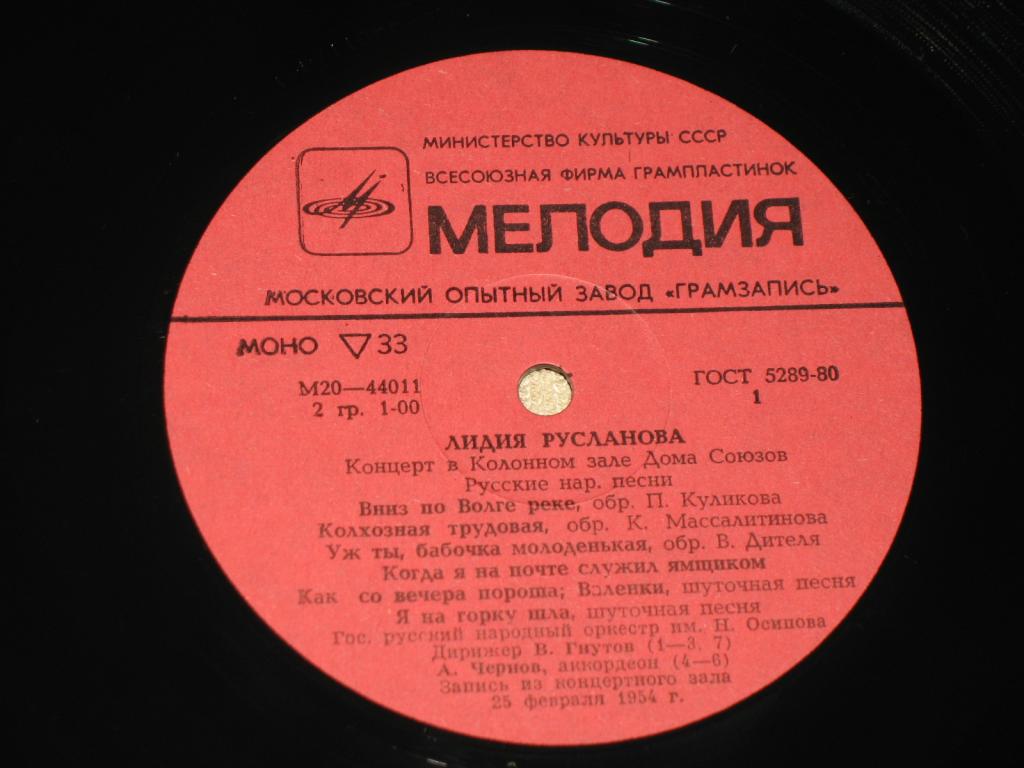 МИНИСТЕРСТВО КУЛЬТУРЫ СССР
ВСЕСОЮЗНАЯ ФИРМА ГРАМПЛАСТИНОК
МЕЛОДИЯ
МОСКОВСКИЙ ОПЫТНЫЙ ЗАВОД «ГРАМЗАПИСЬ»
МОНО 33
М20—44011
2 гр. 1-00
ГОСТ 5289-80
1
ЛИДИЯ РУСЛАНОВА
Концерт в Колонном зале Дома Союзов
Русские нар. песни
Вниз по Волге реке, обр. П. Куликова
Колхозная трудовая, обр. К. Массалитинова
Уж ты, бабочка молоденькая, обр. В. Дителя
Когда я на почте служил ямщиком
Как со вечера пороша; Валенки, шуточная песня
Я на горку шла, шуточная песня
Гос. русский народный оркестр им. Н. Осипова
Дирижер В. Гнутов (1—3, 7)
А. Чернов, аккордеон (4—6)
Запись из концертного зала
25 февраля 1954 г.